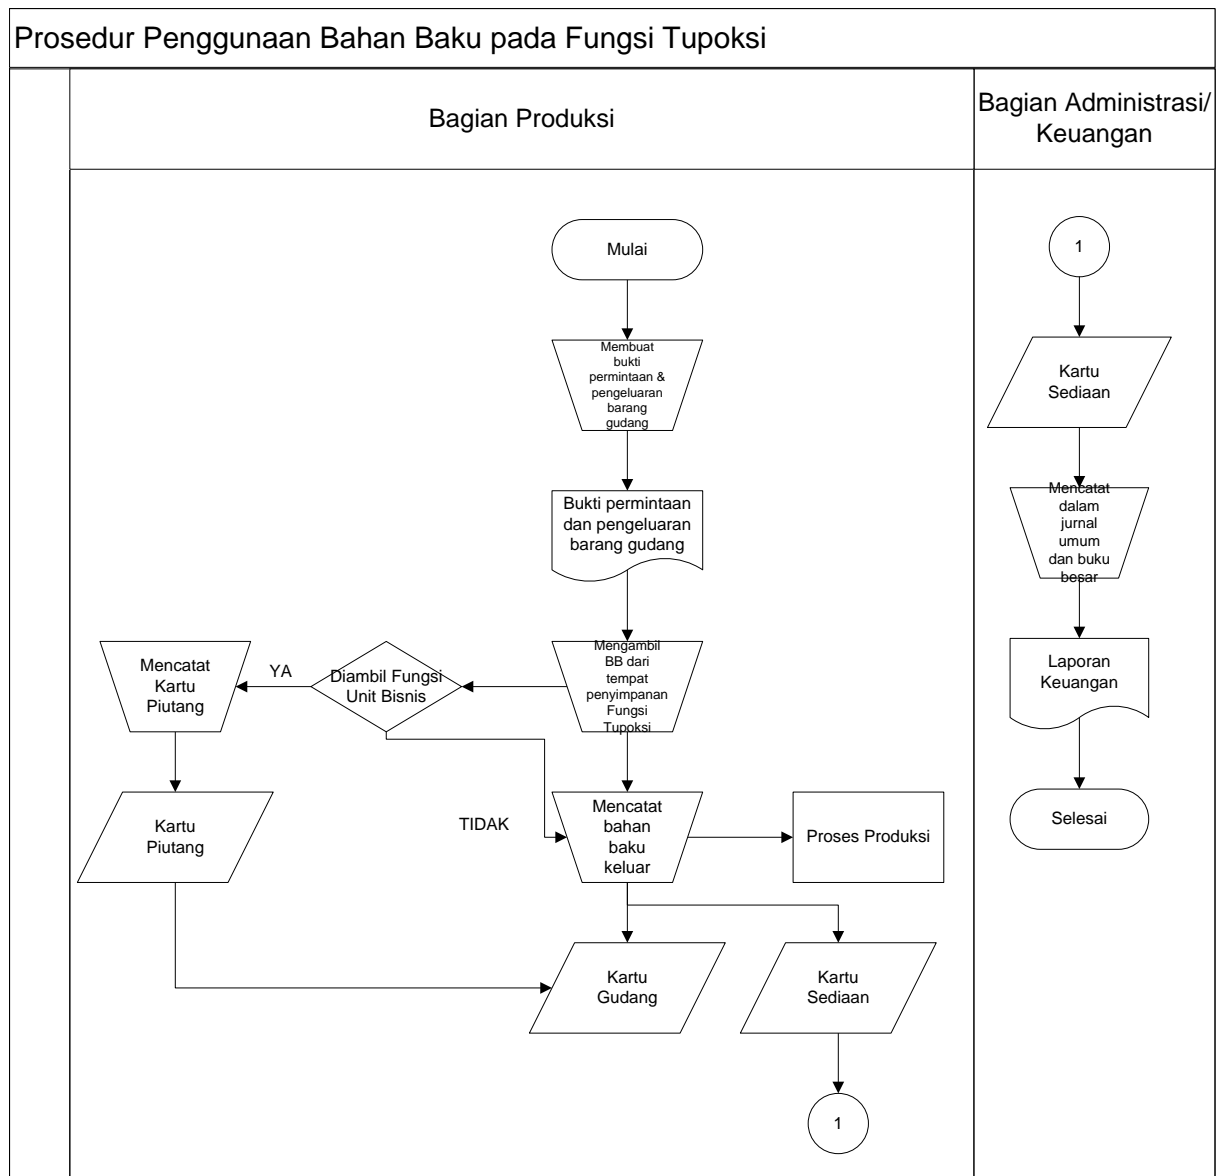 Prosedur Penggunaan Bahan Baku pada Fungsi Tupoksi
Bagian Produksi
Bagian Administrasi/
Keuangan
Mulai
Membuat
bukti
permintaan &
pengeluaran
barang
gudang
Bukti permintaan
dan pengeluaran
barang gudang
Mengambil
BB dari
tempat
penyimpanan
Fungsi
Tupoksi
Diambil Fungsi
Unit Bisnis
YA
Mencatat
Kartu
Piutang
Kartu
Piutang
TIDAK
Mencatat
bahan
baku
keluar
Proses Produksi
Kartu
Gudang
Kartu
Sediaan
1
1
Kartu
Sediaan
Mencatat
dalam
jurnal
umum
dan buku
besar
Laporan
Keuangan
Selesai